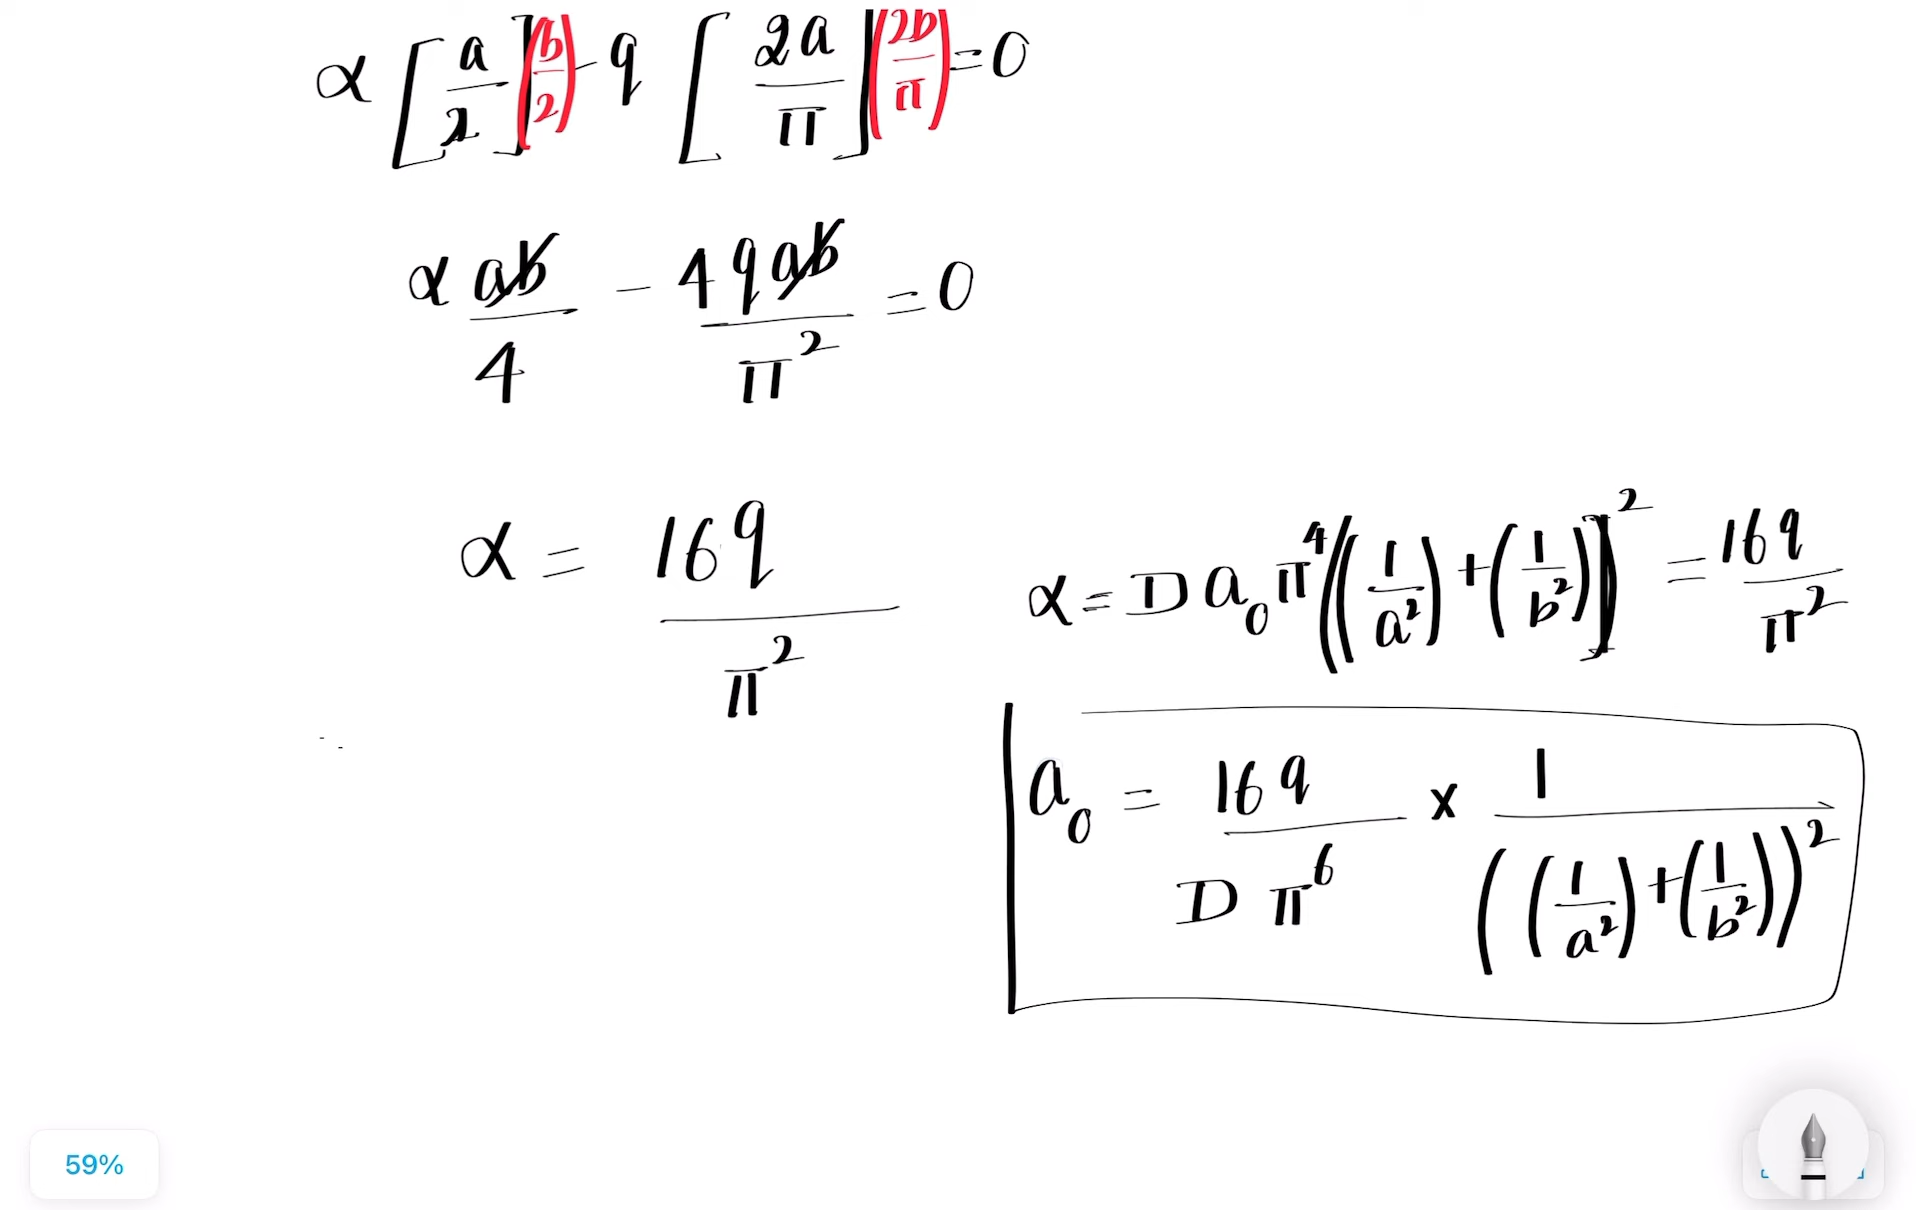 α [a/2](b/2) - q [2a/π](2b/π) = 0
α ab/4 - 4qab/π² = 0
α = 16q/π²
α = D a₀ π⁴ ((1/a²) + (1/b²)]² = 16q/π²
a₀ = 16q/(D π⁶) x 1/((1/a²) + (1/b²))²
59%